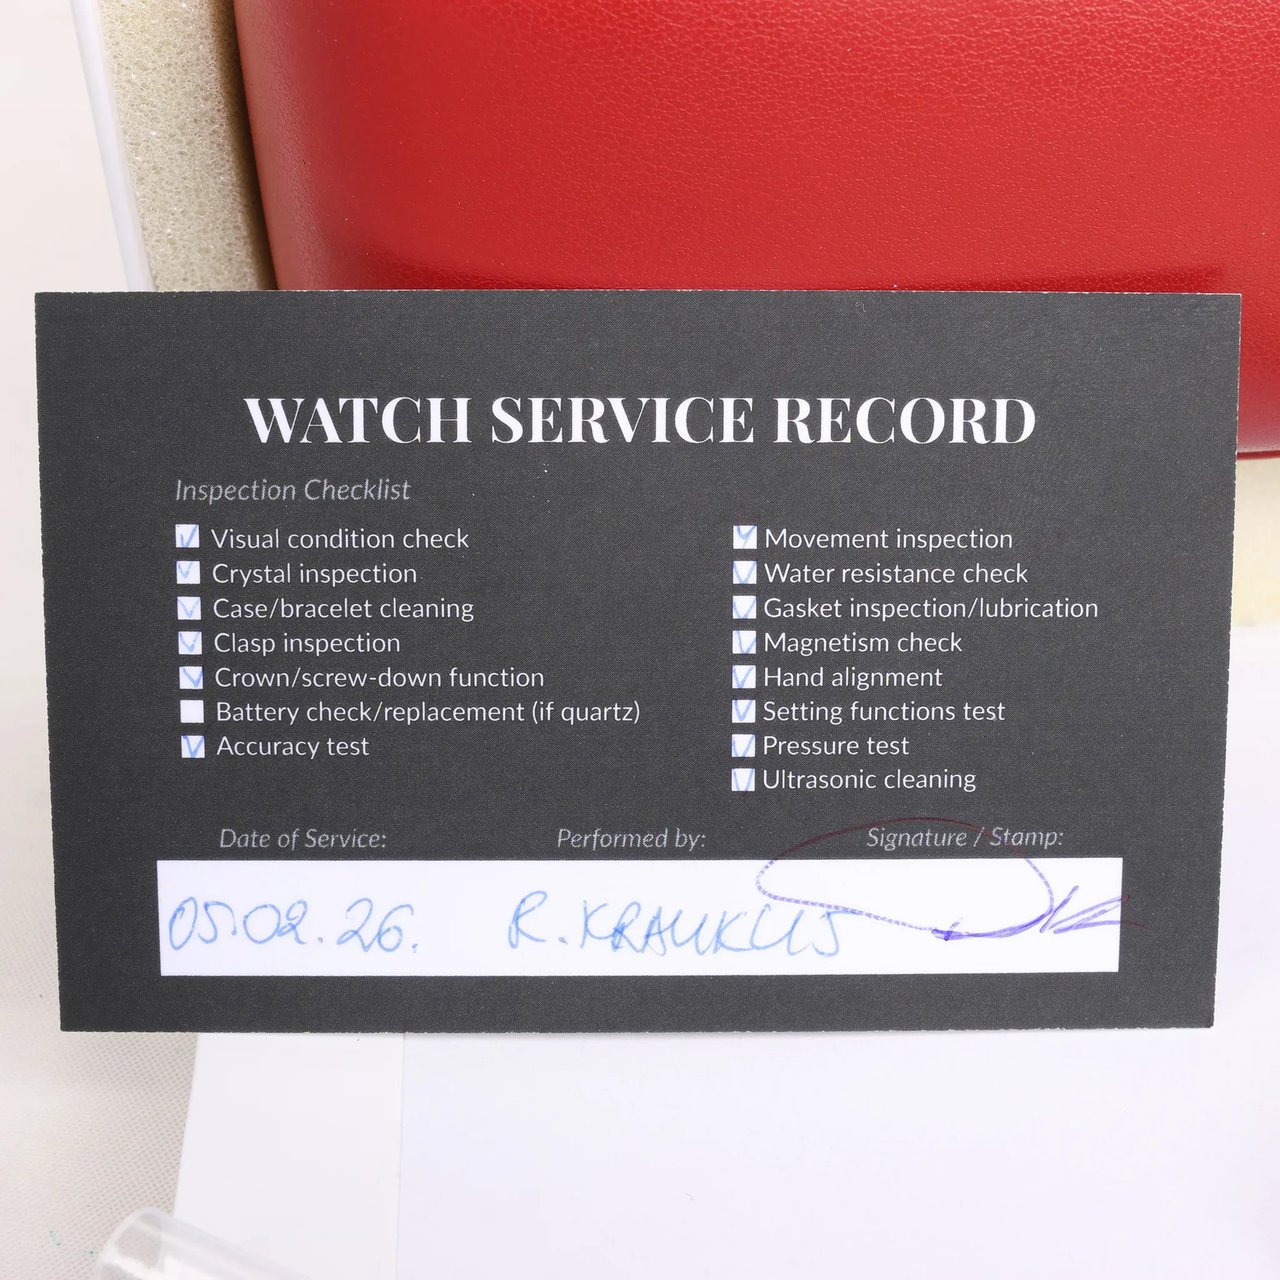 WATCH SERVICE RECORD
Inspection Checklist
Visual condition check
Crystal inspection
Case/bracelet cleaning
Clasp inspection
Crown/screw-down function
Battery check/replacement (if quartz)
Accuracy test
Movement inspection
Water resistance check
Gasket inspection/lubrication
Magnetism check
Hand alignment
Setting functions test
Pressure test
Ultrasonic cleaning
Date of Service: Performed by: Signature / Stamp:
05.02.26. R. KRAUKLIS